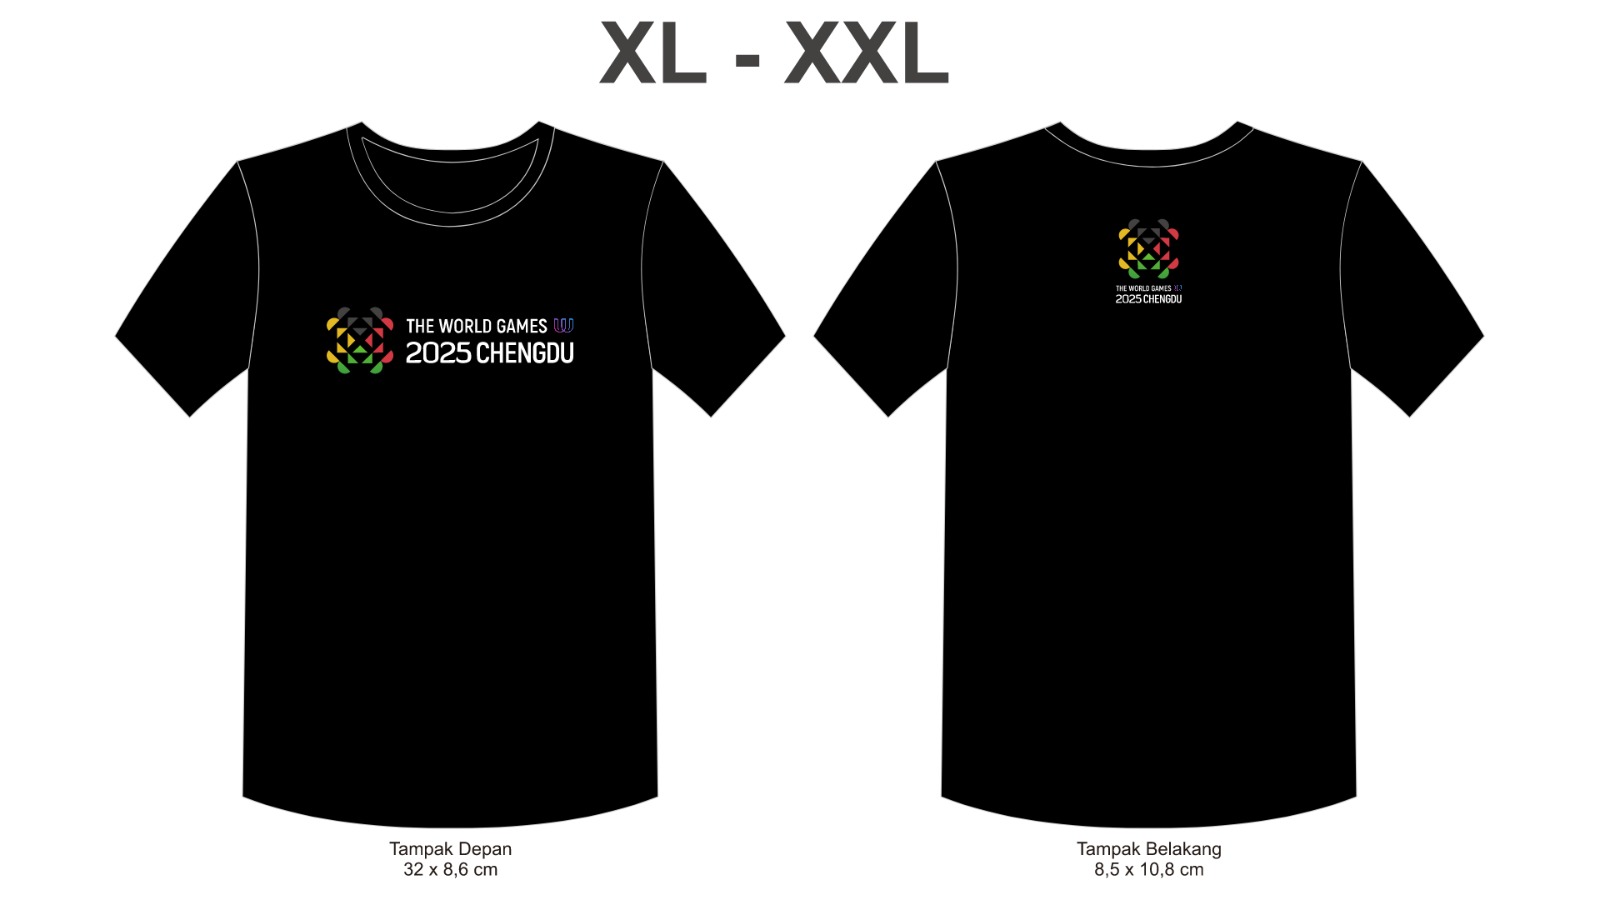 XL - XXL
THE WORLD GAMES
2025 CHENGDU
THE WORLD GAMES
2025 CHENGDU
Tampak Depan
32 x 8,6 cm
Tampak Belakang
8,5 x 10,8 cm